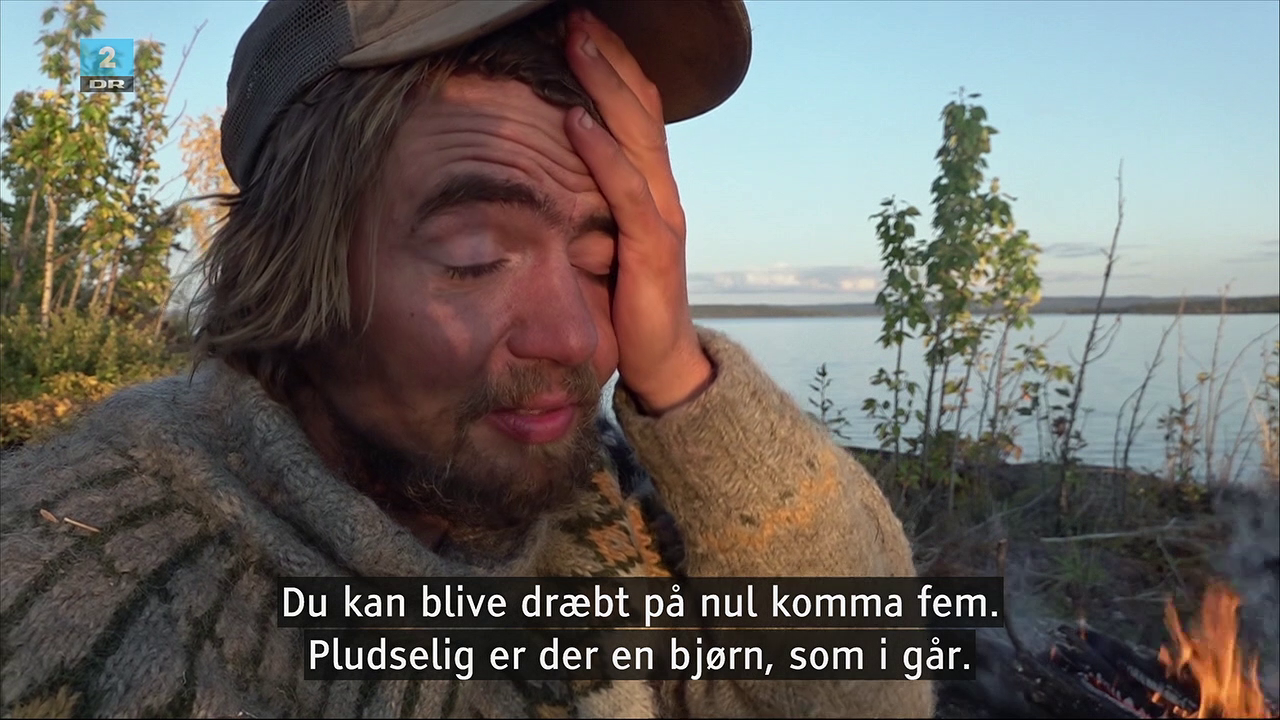 2
DR
Du kan blive dræbt på nul komma fem.
Pludselig er der en bjørn, som i går.